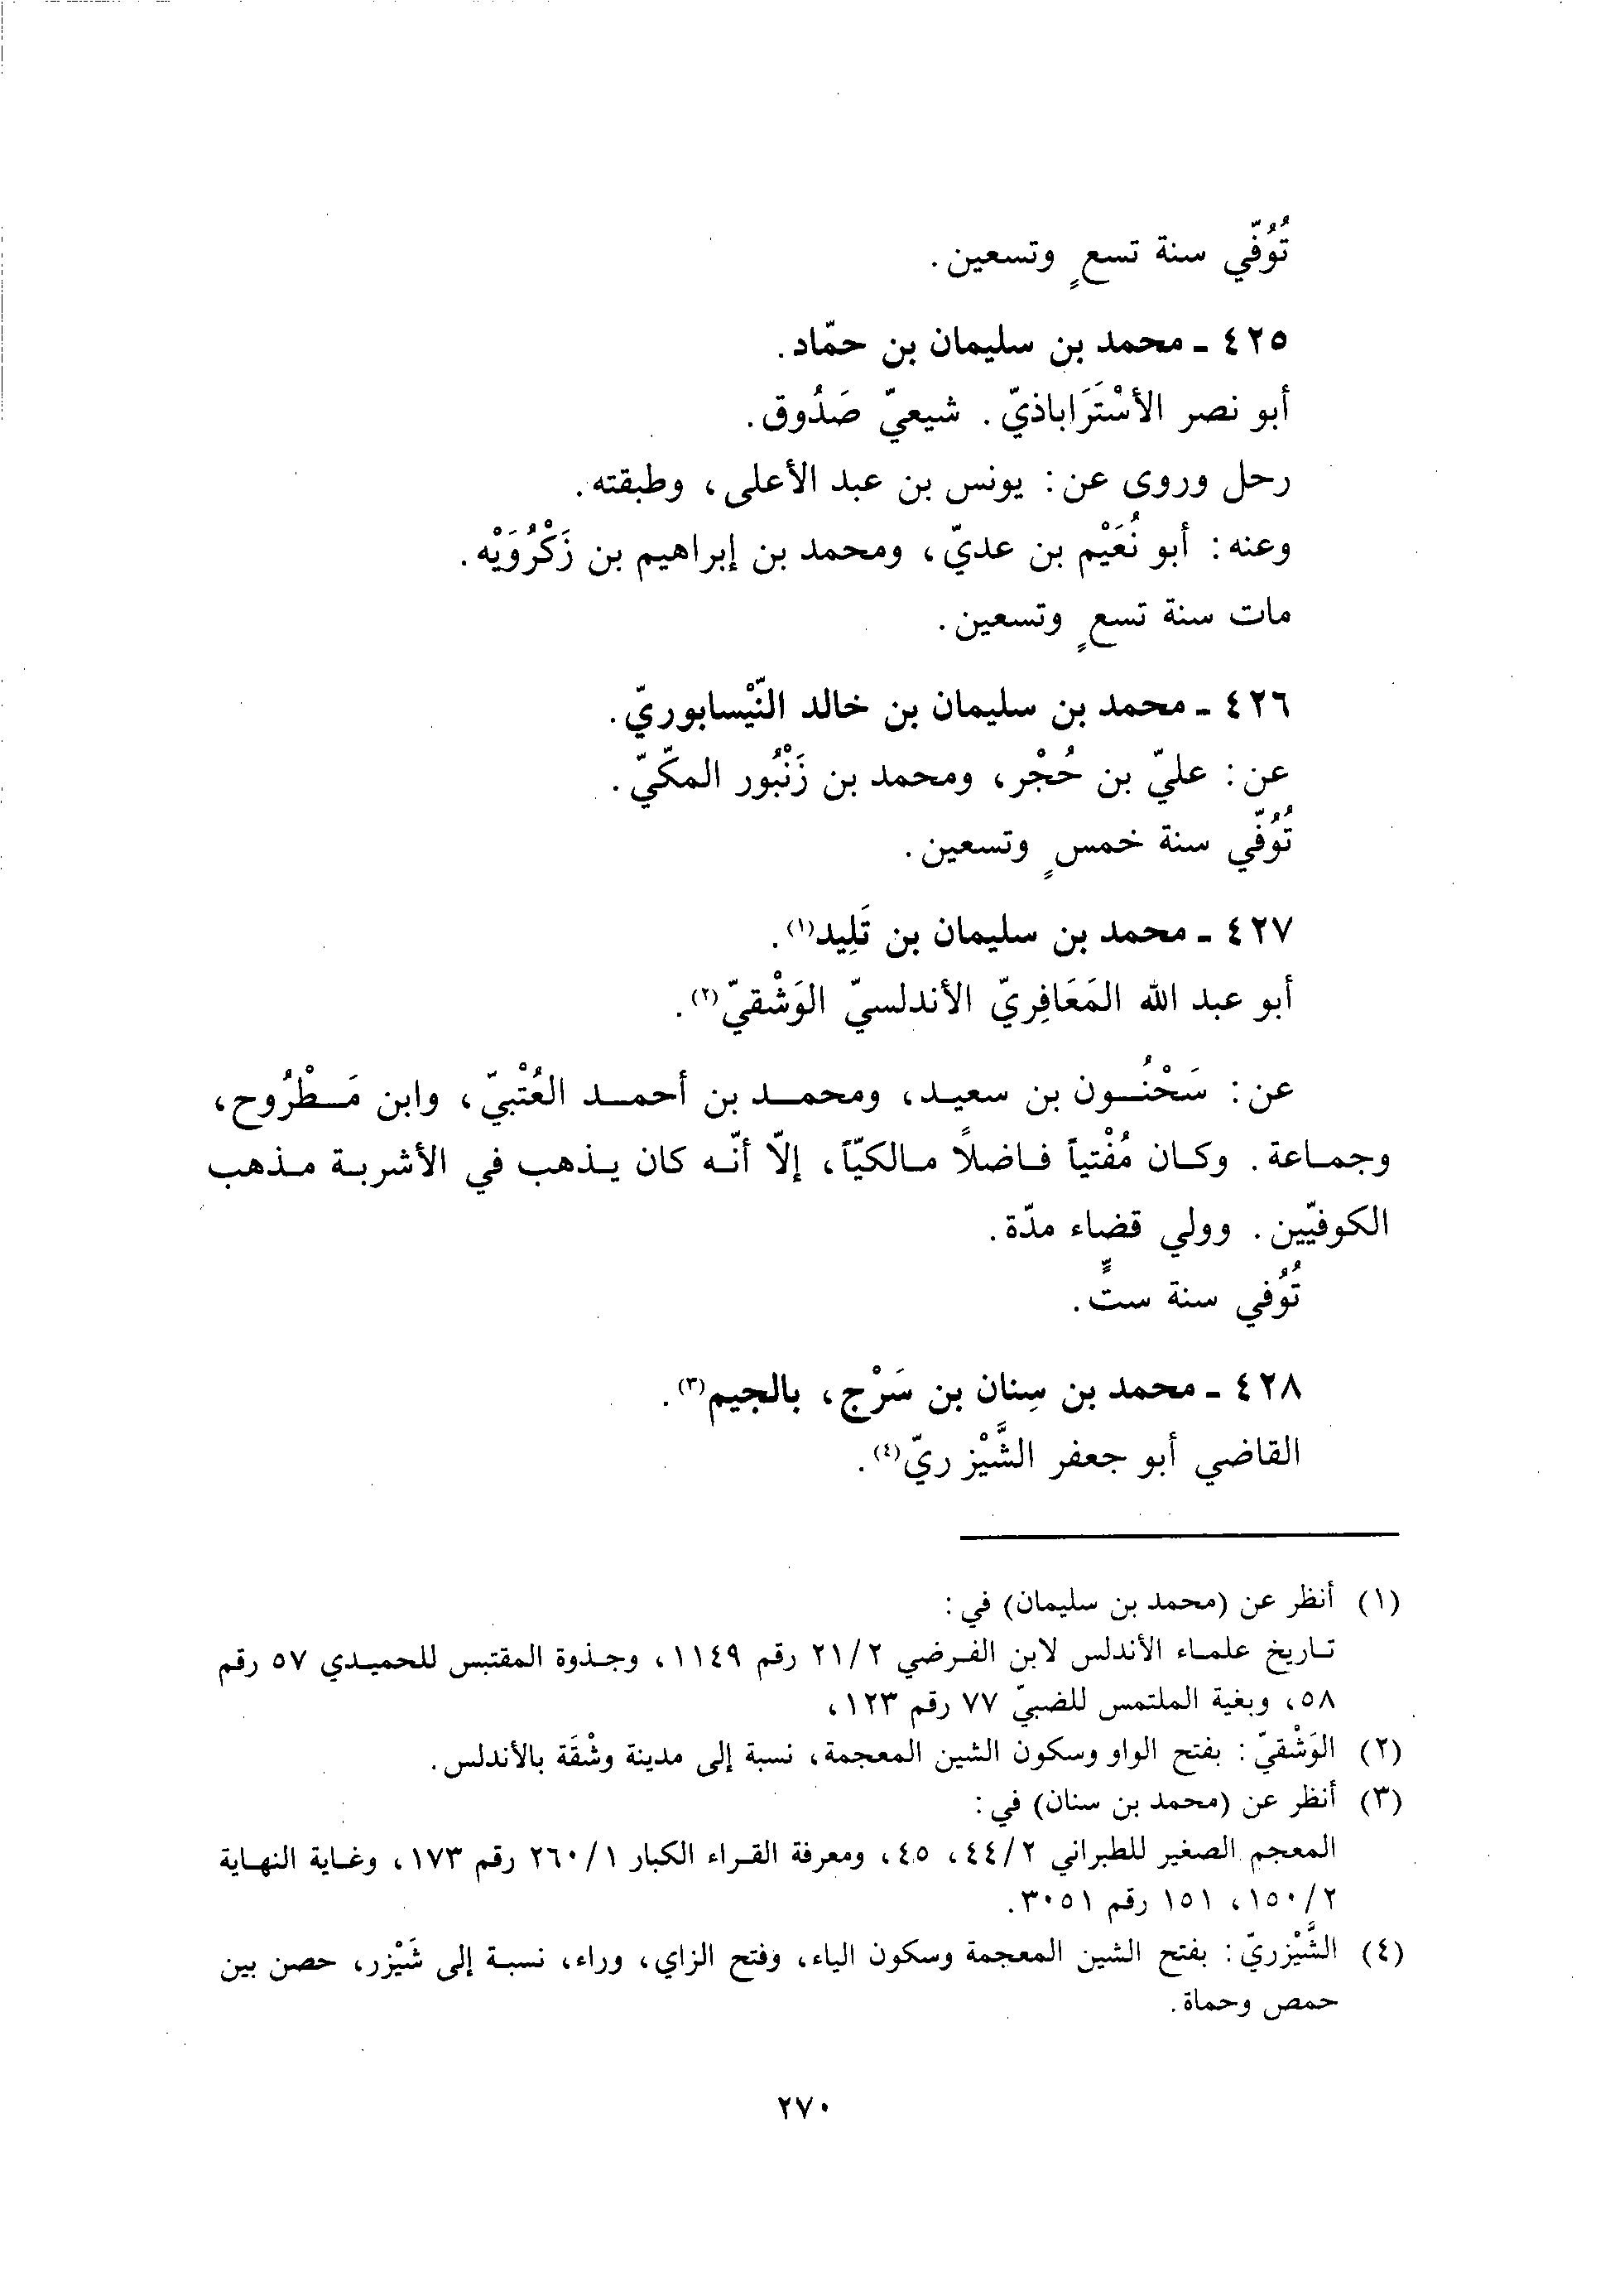 تُوُفّي سنة تسعٍ وتسعين.
٤٢٥ - محمد بن سليمان بن حمّاد.
أبو نصر الأسْتَرَاباذيّ. شيعيّ صَدُوق.
رحل وروى عن: يونس بن عبد الأعلى، وطبقته.
وعنه: أبو نُعَيْم بن عديّ، ومحمد بن إبراهيم بن زَكْرُوَيْه.
مات سنة تسعٍ وتسعين.
٤٢٦ - محمد بن سليمان بن خالد النَّيْسابوريّ.
عن: عليّ بن حُجْر، ومحمد بن زَنْبُور المكّيّ.
تُوُفّي سنة خمسٍ وتسعين.
٤٢٧ - محمد بن سليمان بن تَلِيد(١).
أبو عبد الله المَعَافِريّ الأندلسيّ الوَشْقيّ(٢).
عن: سَحْنُون بن سعيد، ومحمد بن أحمد العُتْبيّ، وابن مَطْرُوح،
وجماعة. وكان مُفْتياً فاضلاً مالكيّاً، إلّا أنّه كان يذهب في الأشربة مذهب
الكوفيّين. وولي قضاء مدّة.
تُوُفي سنة ستٍّ.
٤٢٨ - محمد بن سِنان بن سَرْج، بالجيم(٣).
القاضي أبو جعفر الشَّيْزريّ(٤).
(١) أنظر عن (محمد بن سليمان) في:
تاريخ علماء الأندلس لابن الفرضي ٢١/٢ رقم ١١٤٩، وجذوة المقتبس للحميدي ٥٧ رقم
٥٨، وبغية الملتمس للضبيّ ٧٧ رقم ١٢٣،
(٢) الوَشْقيّ: بفتح الواو وسكون الشين المعجمة، نسبة إلى مدينة وشْقَة بالأندلس.
(٣) أنظر عن (محمد بن سنان) في:
المعجم الصغير للطبراني ٤٤/٢، ٤٥، ومعرفة القراء الكبار ٢٦٠/١ رقم ١٧٣، وغاية النهاية
١٥٠/٢، ١٥١ رقم ٣٠٥١.
(٤) الشَّيْزريّ: بفتح الشين المعجمة وسكون الياء، وفتح الزاي، وراء، نسبة إلى شَيْزر، حصن بين
حمص وحماة.
٢٧٠